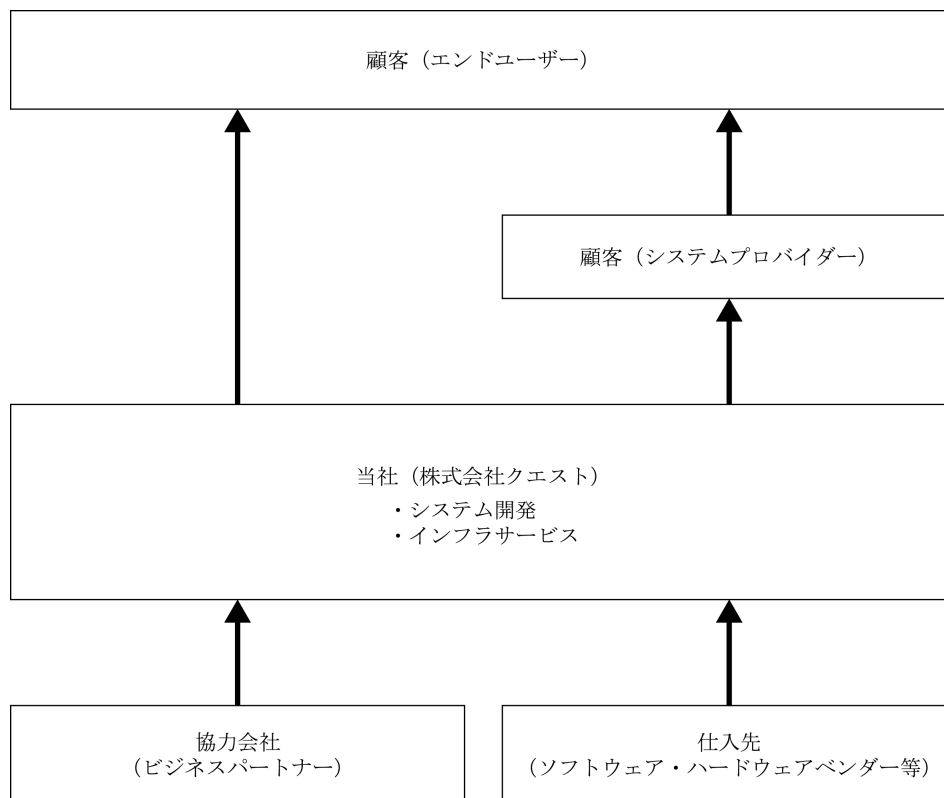 顧客（エンドユーザー）
顧客（システムプロバイダー）
当社（株式会社クエスト）
・システム開発
・インフラサービス
協力会社
（ビジネスパートナー）
仕入先
（ソフトウェア・ハードウェアベンダー等）